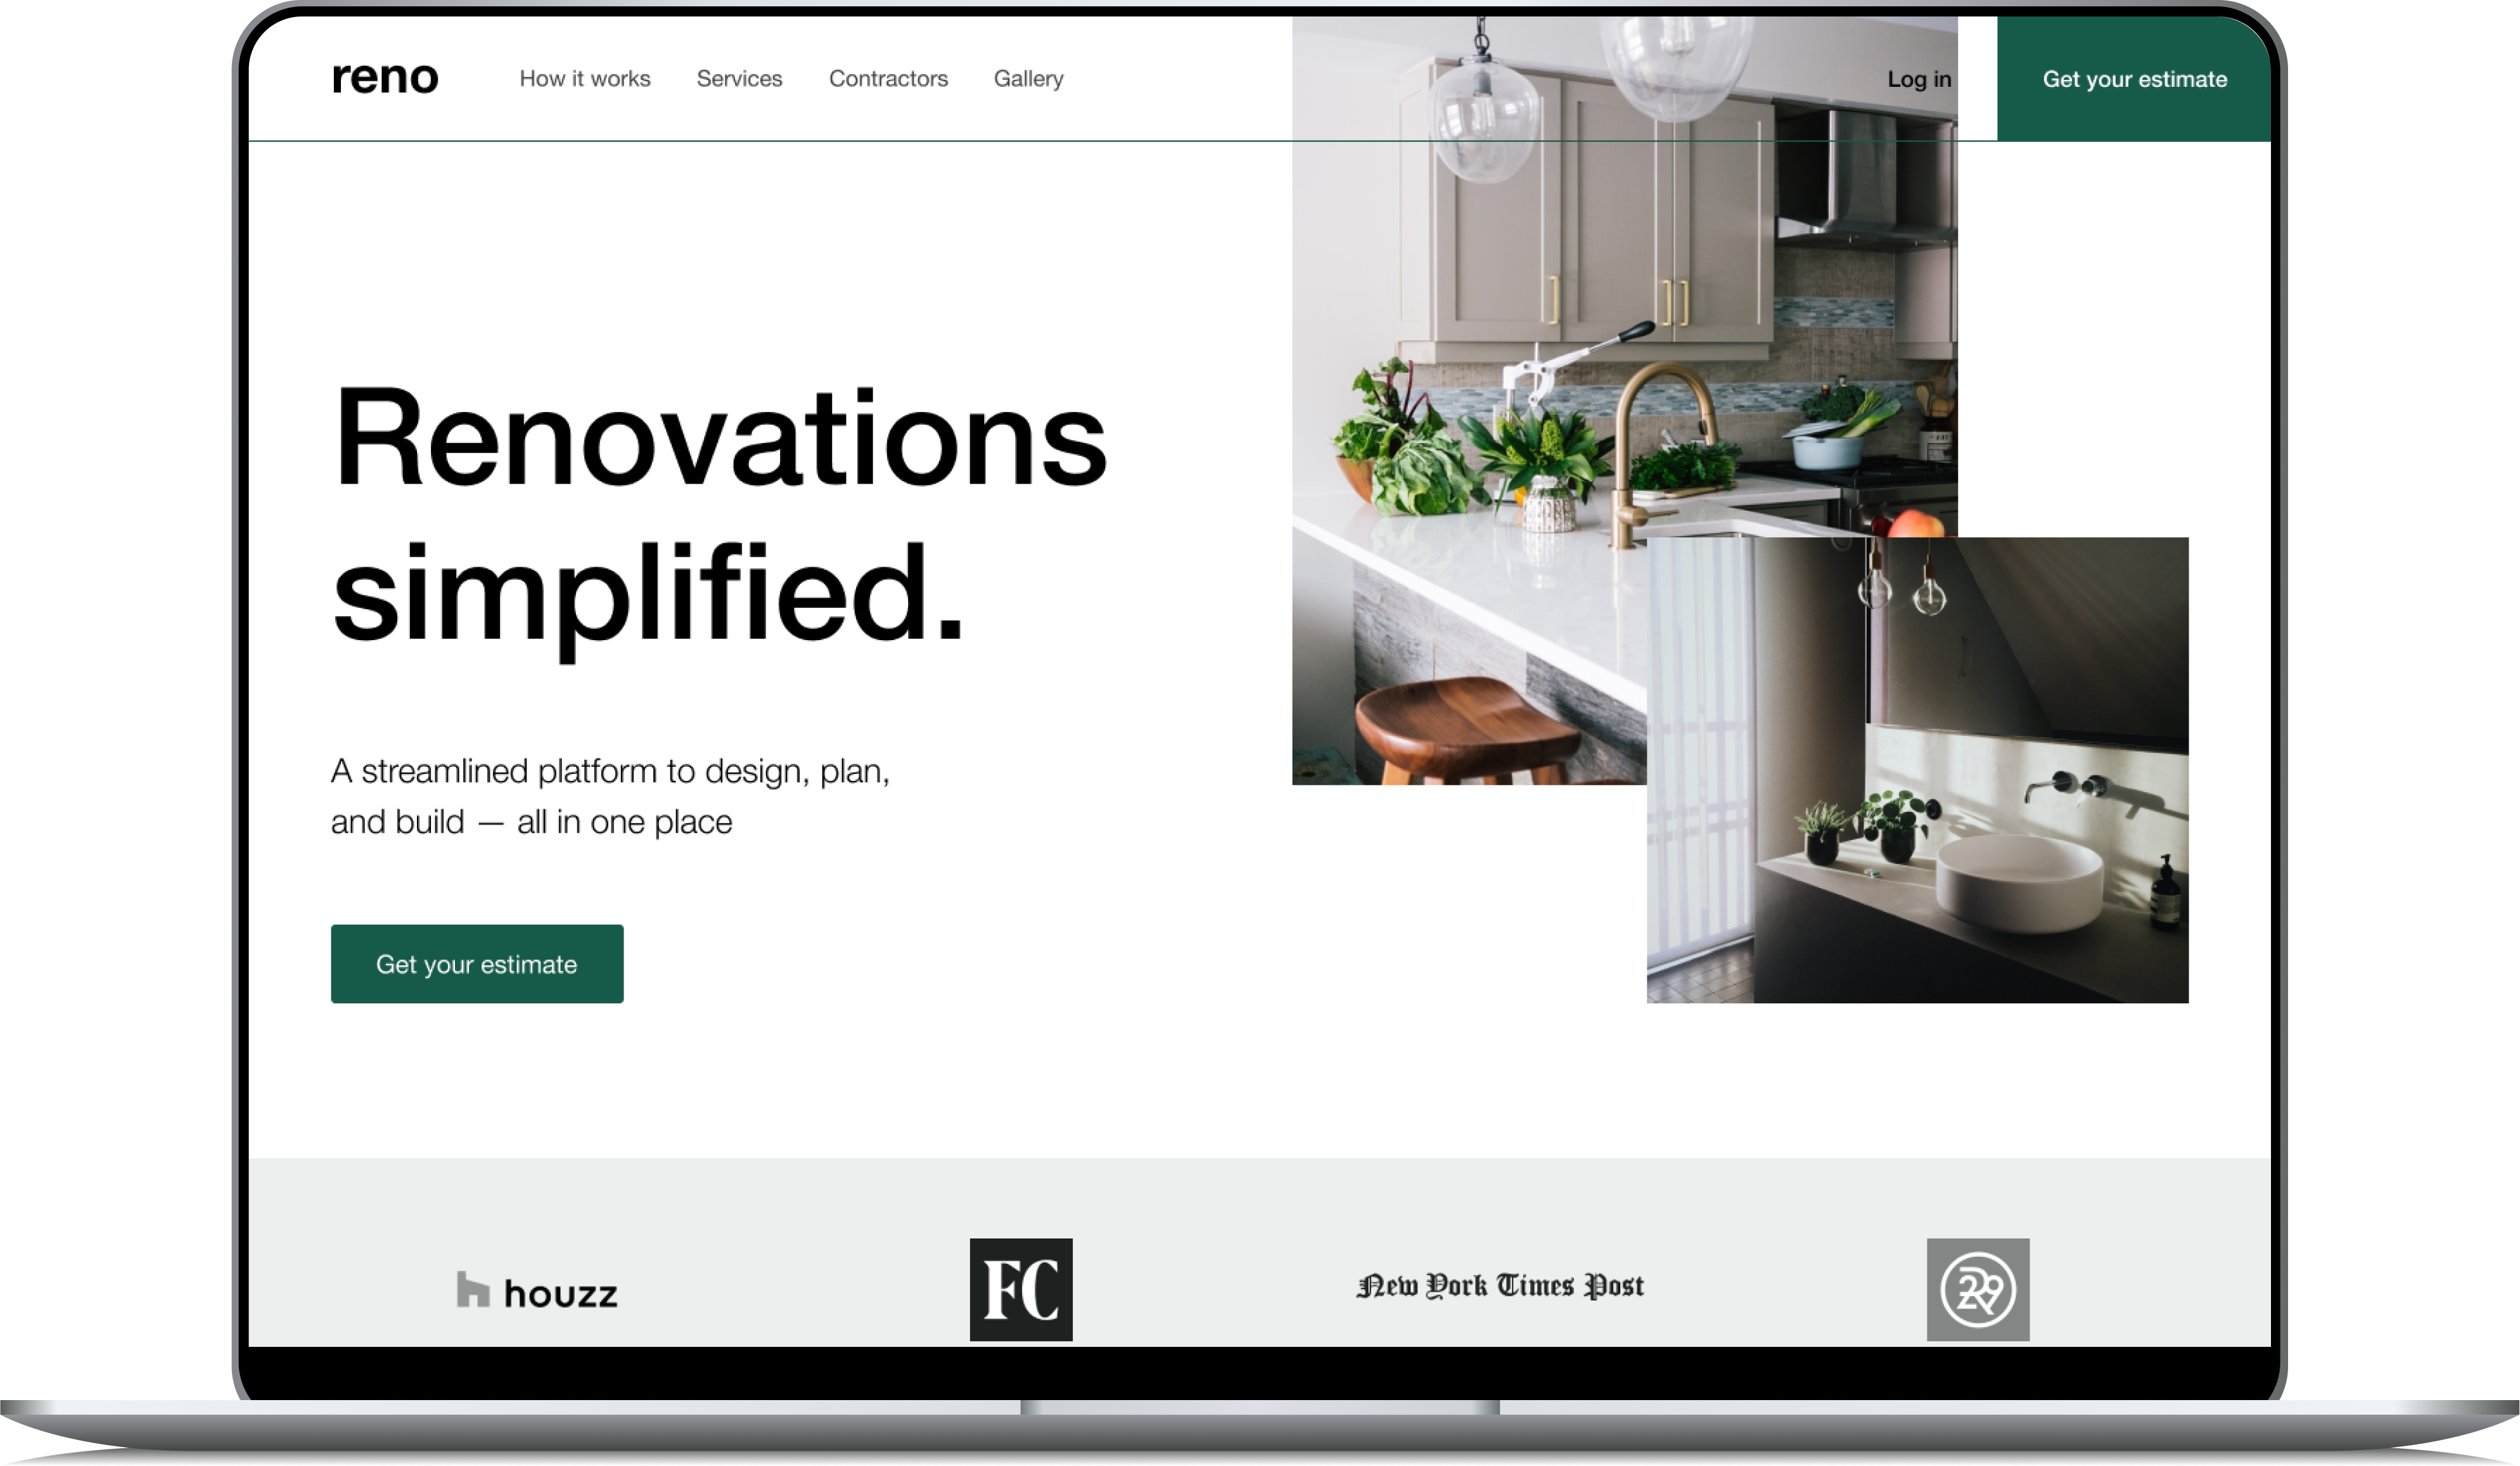 reno
How it works
Services
Contractors
Gallery
Log in
Get your estimate
Renovations
simplified.
A streamlined platform to design, plan,
and build — all in one place
Get your estimate
houzz
FC
New York Times Post
R29